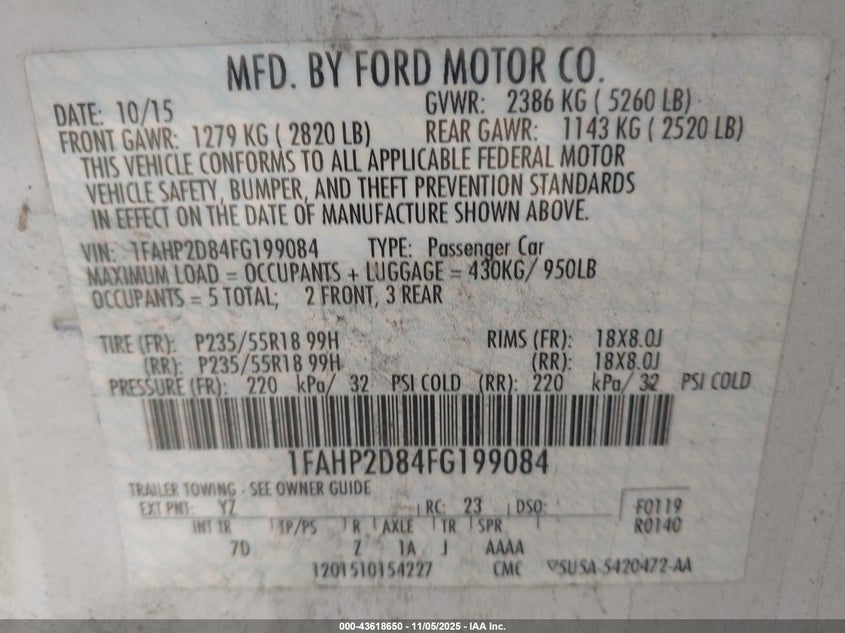 MFD. BY FORD MOTOR CO.
DATE: 10/15 GVWR: 2386 KG ( 5260 LB)
FRONT GAWR: 1279 KG ( 2820 LB) REAR GAWR: 1143 KG ( 2520 LB)
THIS VEHICLE CONFORMS TO ALL APPLICABLE FEDERAL MOTOR
VEHICLE SAFETY, BUMPER, AND THEFT PREVENTION STANDARDS
IN EFFECT ON THE DATE OF MANUFACTURE SHOWN ABOVE.
VIN: 1FAHP2D84FG199084 TYPE: Passenger Car
MAXIMUM LOAD = OCCUPANTS + LUGGAGE = 430KG/ 950LB
OCCUPANTS = 5 TOTAL; 2 FRONT, 3 REAR
TIRE (FR): P235/55R18 99H RIMS (FR): 18X8.0J
(RR): P235/55R18 99H (RR): 18X8.0J
PRESSURE (FR): 220 kPa/ 32 PSI COLD (RR): 220 kPa/ 32 PSI COLD
1FAHP2D84FG199084
TRAILER TOWING - SEE OWNER GUIDE
EXT PNT: YZ RC: 23 DSO: F0119
INT TR TP/PS R AXLE TR SPR R0140
7D Z 1A J AAAA
1201510154227 CMC 5USA-5420472-AA
000-43618650 - 11/05/2025 - IAA Inc.